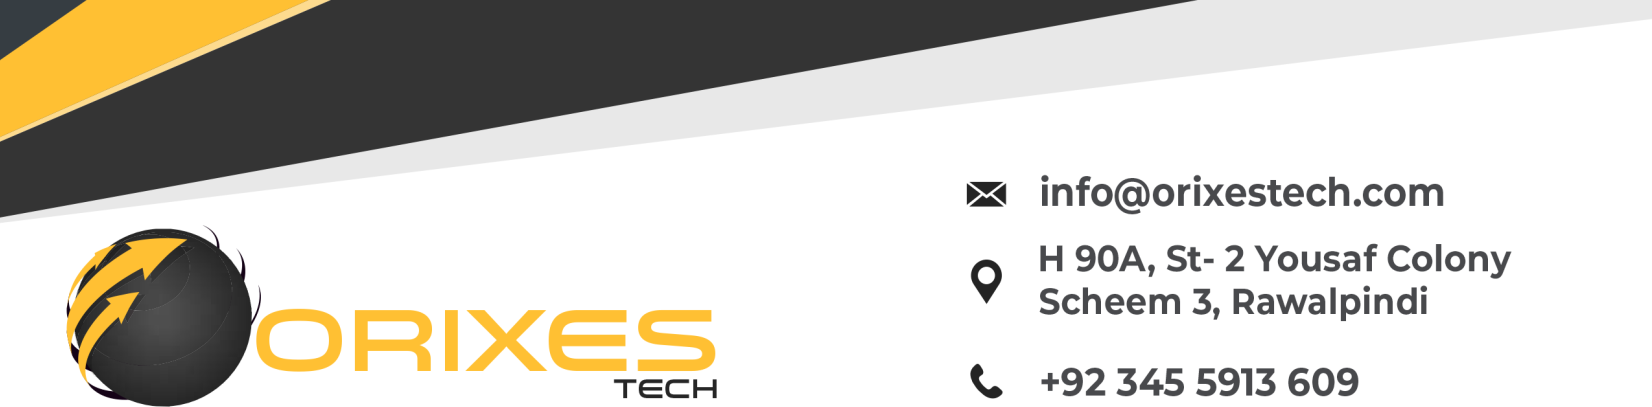 ORIXES
TECH
info@orixestech.com
H 90A, St- 2 Yousaf Colony
Scheem 3, Rawalpindi
+92 345 5913 609